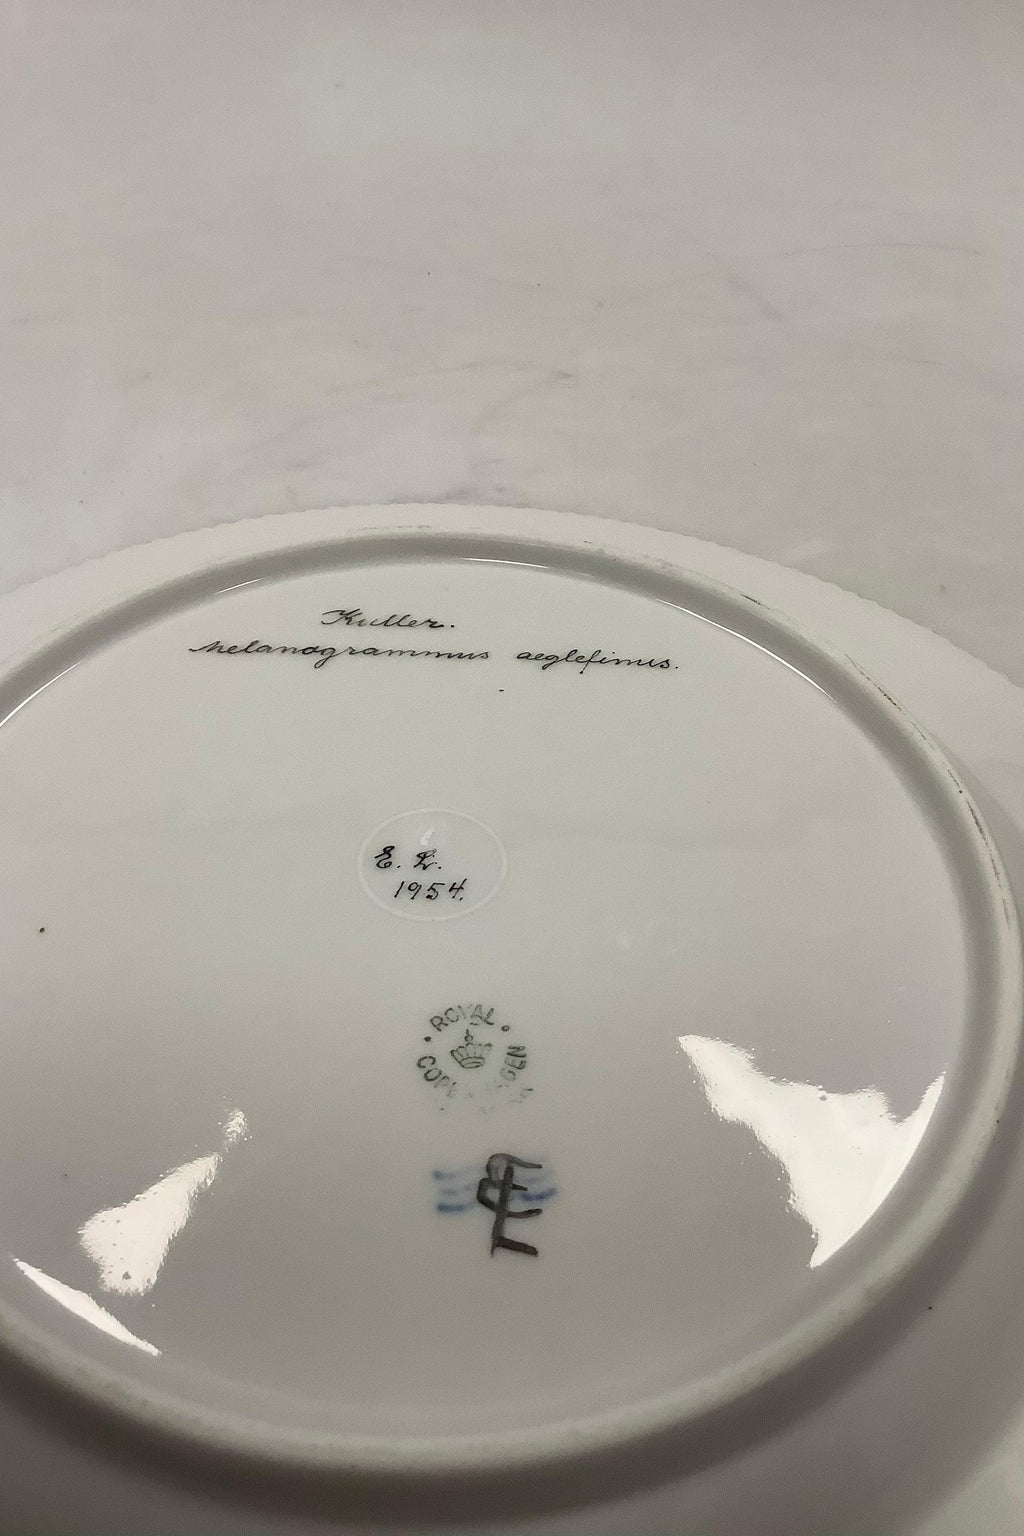 Kuller.
Melanogrammus aeglefinus.
E. L.
1954.
ROYAL
COPENHAGEN